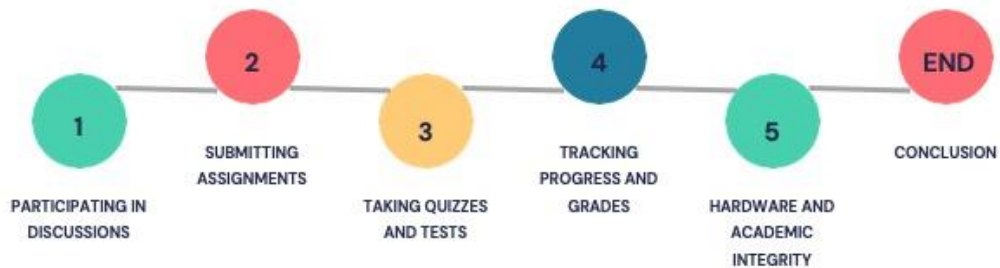 1
PARTICIPATING IN
DISCUSSIONS
2
SUBMITTING
ASSIGNMENTS
3
TAKING QUIZZES
AND TESTS
4
TRACKING
PROGRESS AND
GRADES
5
HARDWARE AND
ACADEMIC
INTEGRITY
END
CONCLUSION